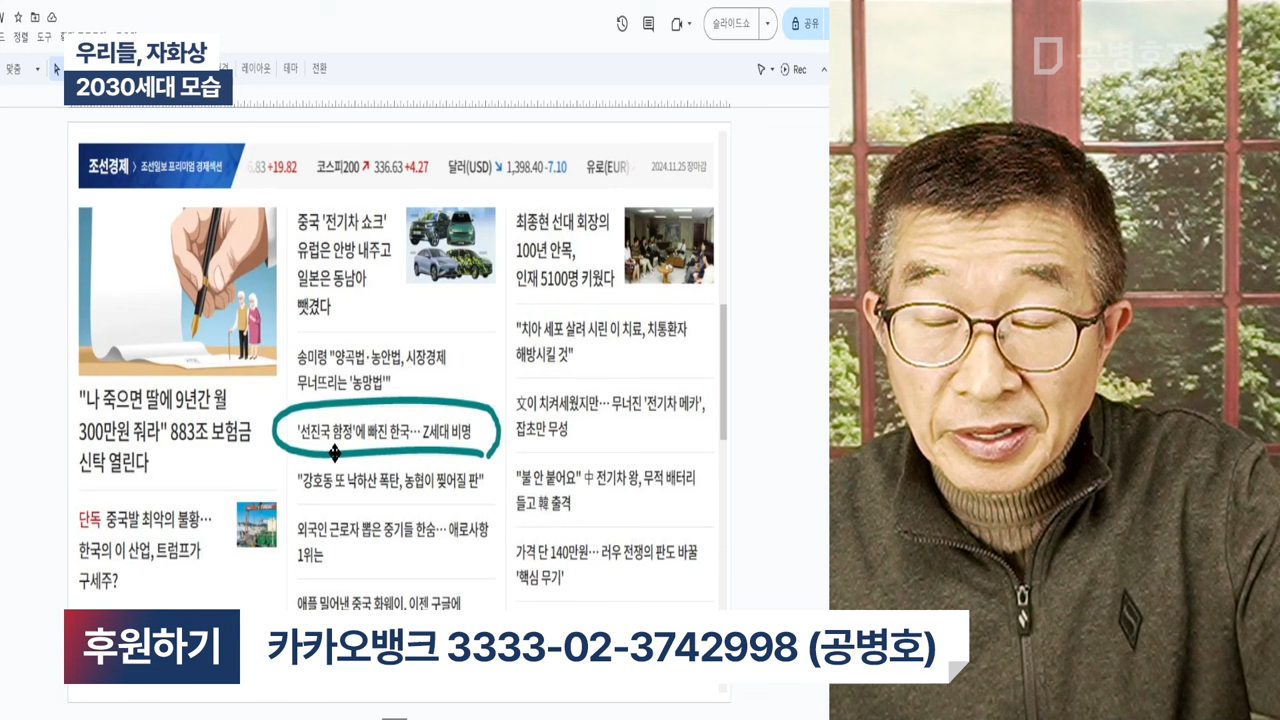 정렬 도구
슬라이드쇼
공유
우리들, 자화상
2030세대 모습
맞춤
레이아웃
테마
전환
Rec
공병호TV
조선경제 > 조선일보 프리미엄 경제섹션
6.83 +19.82 코스피200 ↗ 336.63 +4.27 달러(USD) ↘ 1,398.40 -7.10 유로(EUR) 2024.11.25 장마감
"나 죽으면 딸에 9년간 월
300만원 줘라" 883조 보험금
신탁 열린다
단독 중국발 최악의 불황…
한국의 이 산업, 트럼프가
구세주?
중국 '전기차 쇼크'
유럽은 안방 내주고
일본은 동남아
뺏겼다
송미령 "양곡법·농안법, 시장경제
무너뜨리는 '농망법'"
'선진국 함정'에 빠진 한국… Z세대 비명
"강호동 또 낙하산 폭탄, 농협이 찢어질 판"
외국인 근로자 뽑은 중기들 한숨… 애로사항
1위는
애플 밀어낸 중국 화웨이, 이젠 구글에
최종현 선대 회장의
100년 안목,
인재 5100명 키웠다
"치아 세포 살려 시린 이 치료, 치통환자
해방시킬 것"
文이 치켜세웠지만… 무너진 '전기차 메카',
잡초만 무성
"불 안 붙어요" 中 전기차 왕, 무적 배터리
들고 韓 출격
가격 단 140만원… 러우 전쟁의 판도 바꿀
'핵심 무기'
후원하기
카카오뱅크 3333-02-3742998 (공병호)